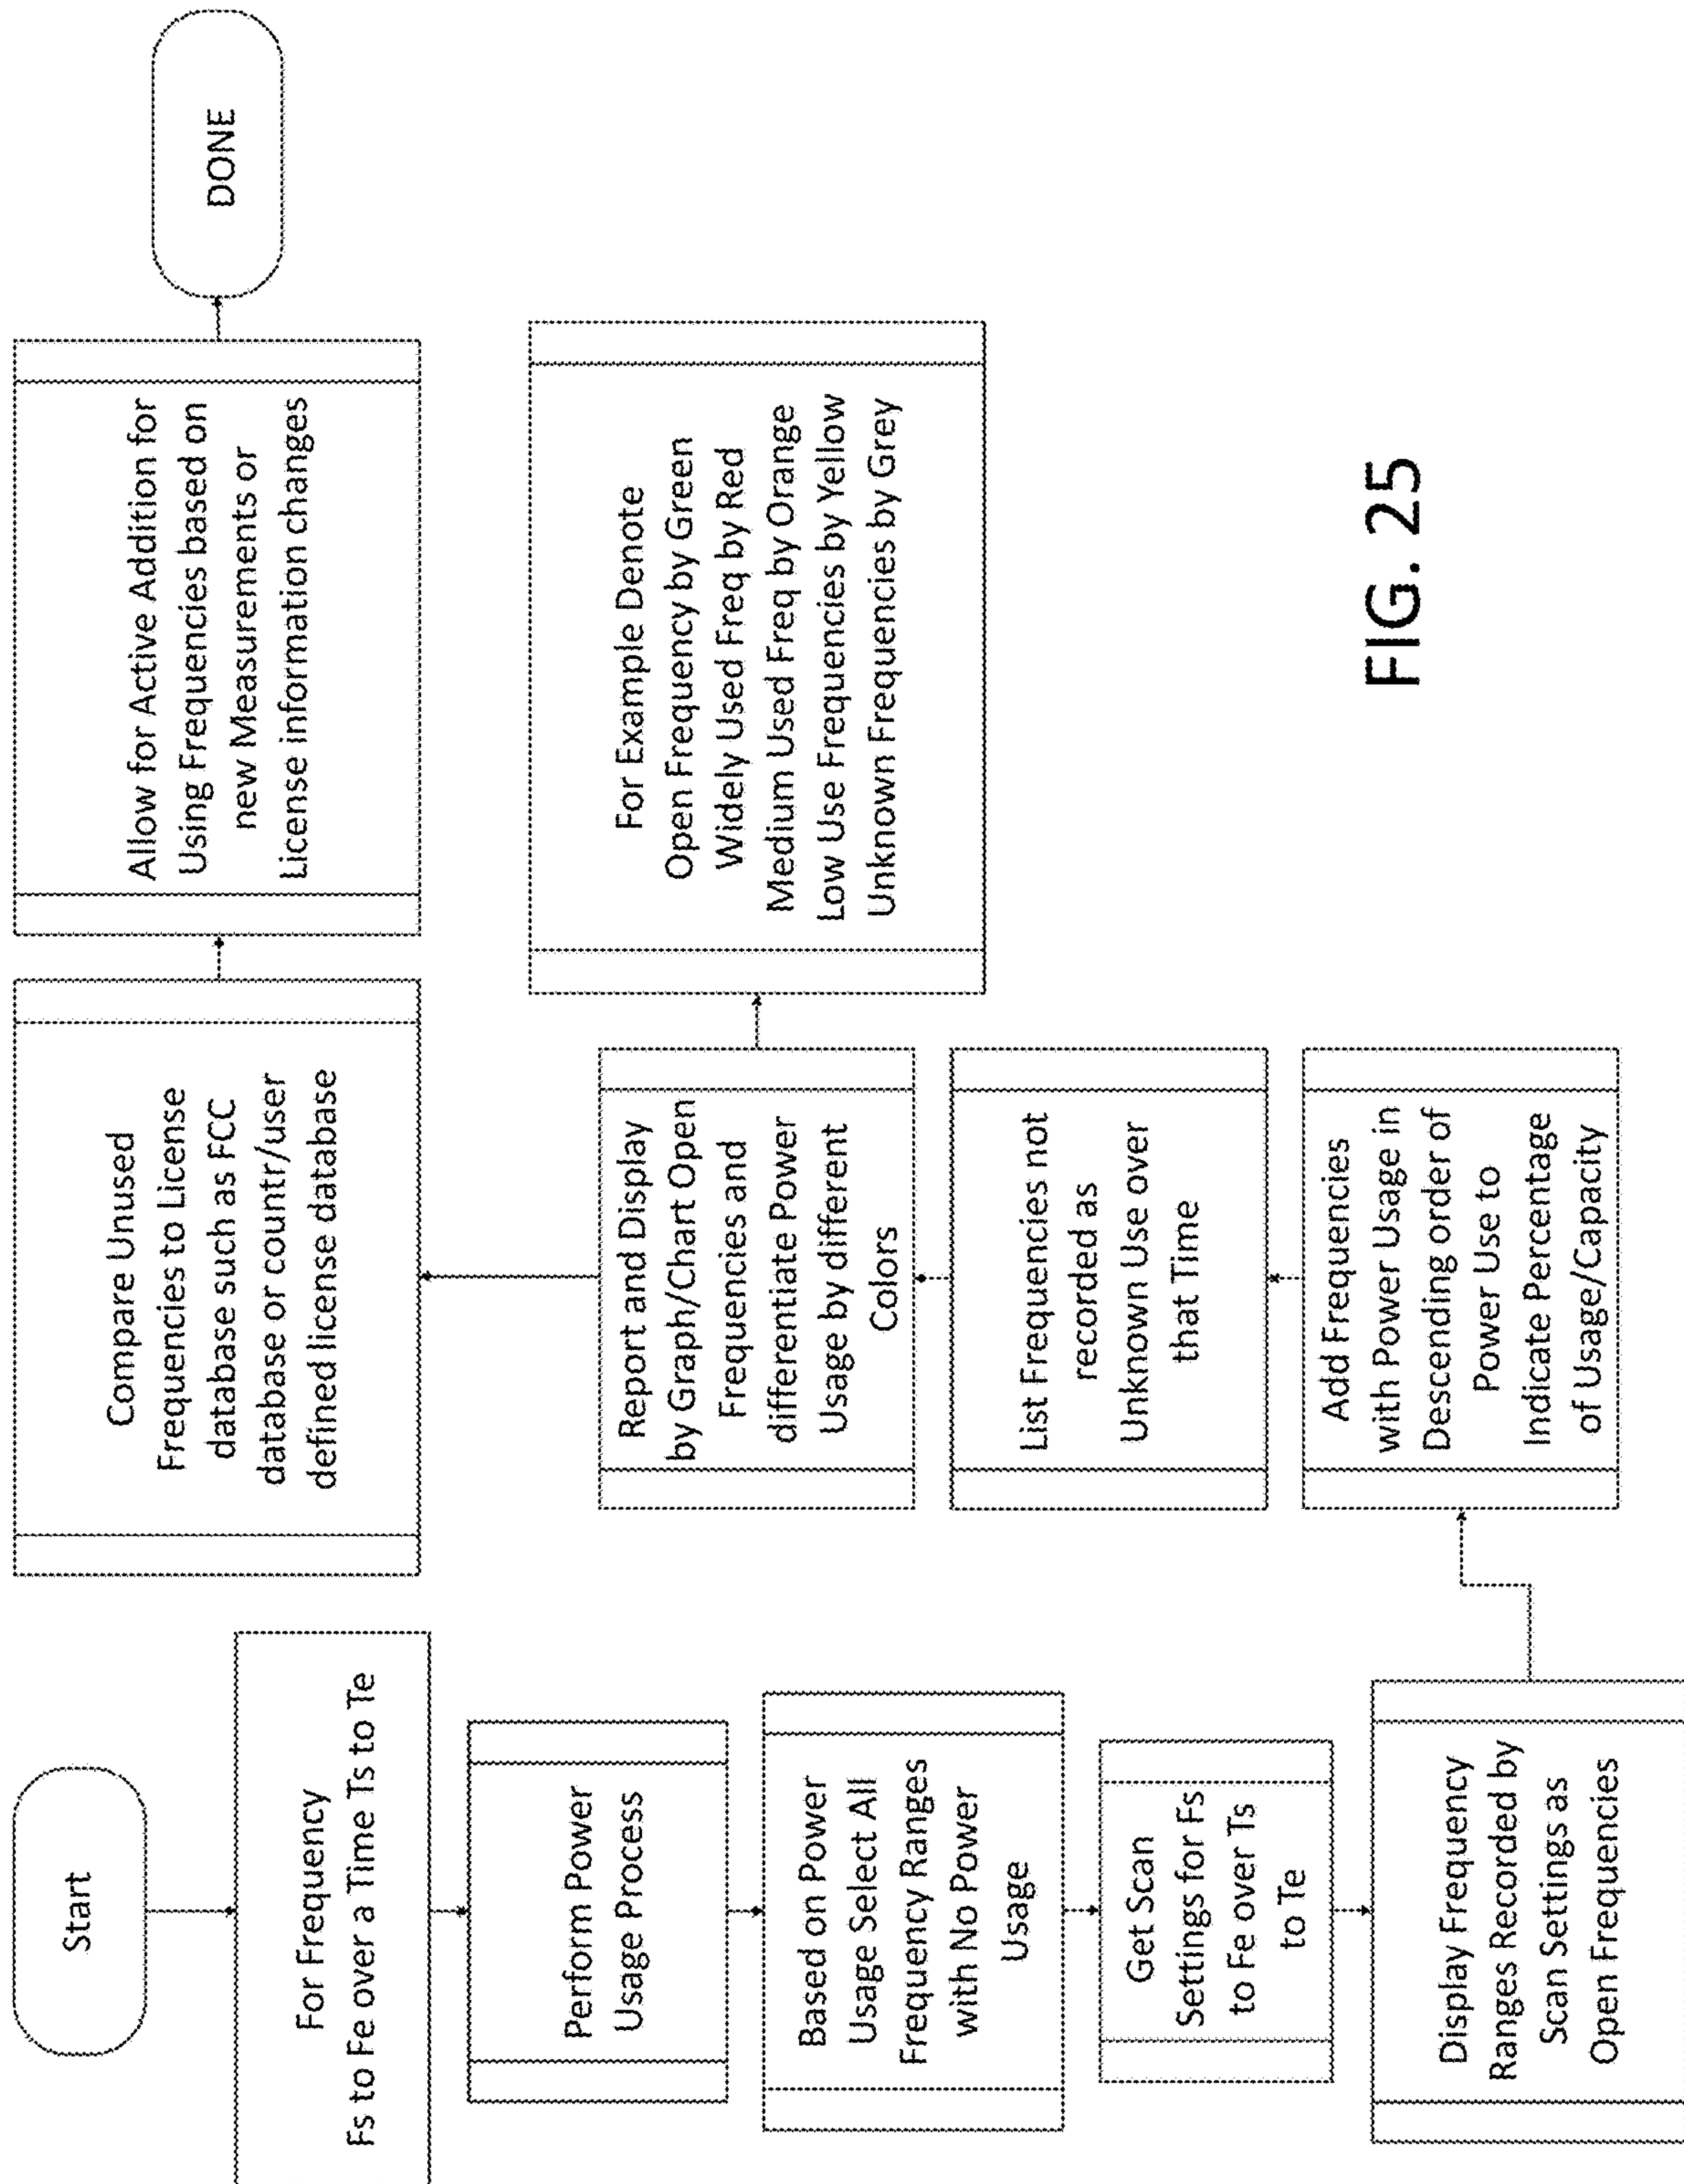 Start
For Frequency
Fs to Fe over a Time Ts to Te
Perform Power
Usage Process
Based on Power
Usage Select All
Frequency Ranges
with No Power
Usage
Get Scan
Settings for Fs
to Fe over Ts
to Te
Display Frequency
Ranges Recorded by
Scan Settings as
Open Frequencies
Add Frequencies
with Power Usage in
Descending order of
Power Use to
Indicate Percentage
of Usage/Capacity
List Frequencies not
recorded as
Unknown Use over
that Time
Report and Display
by Graph/Chart Open
Frequencies and
differentiate Power
Usage by different
Colors
For Example Denote
Open Frequency by Green
Widely Used Freq by Red
Medium Used Freq by Orange
Low Use Frequencies by Yellow
Unknown Frequencies by Grey
Compare Unused
Frequencies to License
database such as FCC
database or countr/user
defined license database
Allow for Active Addition for
Using Frequencies based on
new Measurements or
License information changes
DONE
FIG. 25